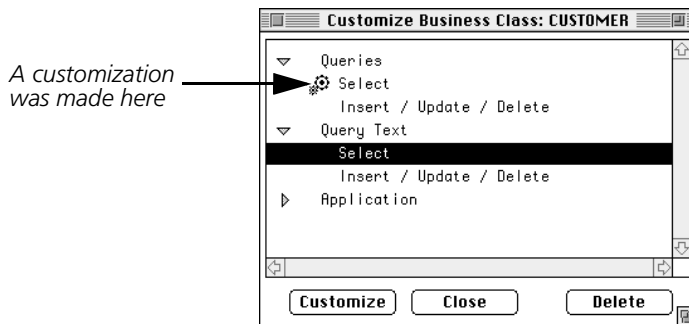 Customize Business Class: CUSTOMER
Queries
A customization
was made here
Select
Insert / Update / Delete
Query Text
Select
Insert / Update / Delete
Application
Customize
Close
Delete